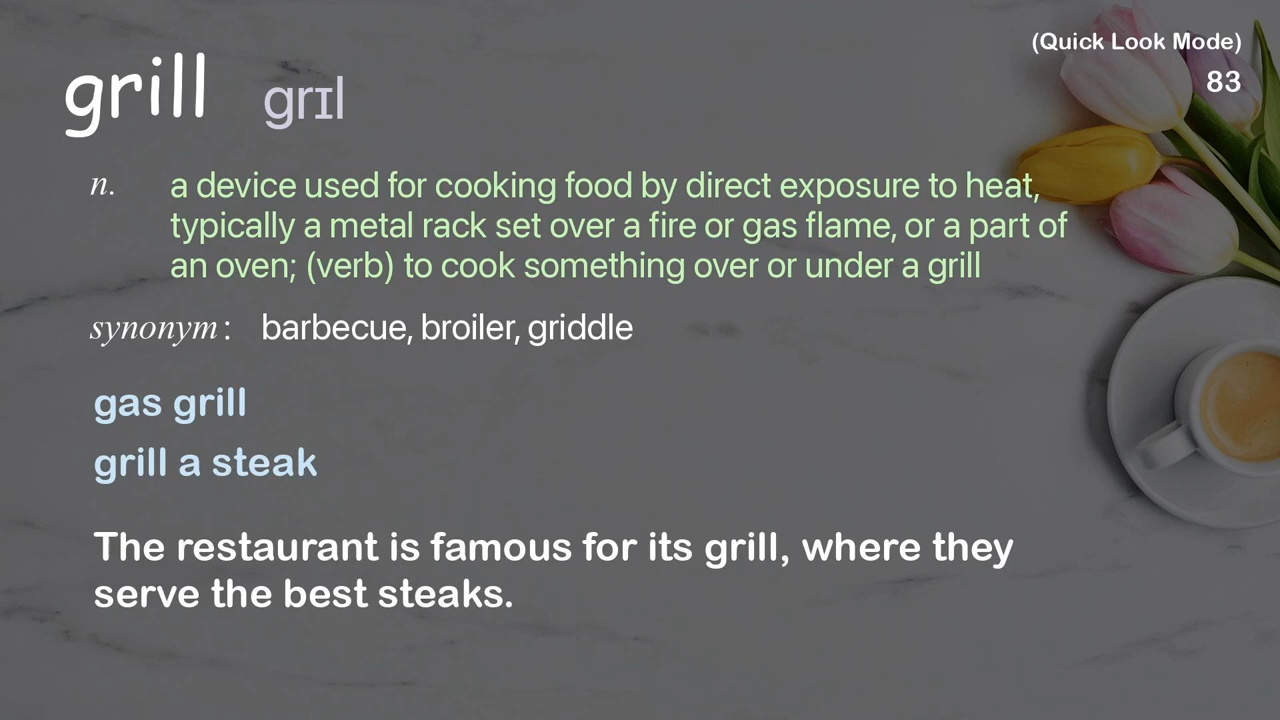 (Quick Look Mode)
83
grill grɪl
n. a device used for cooking food by direct exposure to heat,
typically a metal rack set over a fire or gas flame, or a part of
an oven; (verb) to cook something over or under a grill
synonym: barbecue, broiler, griddle
gas grill
grill a steak
The restaurant is famous for its grill, where they
serve the best steaks.